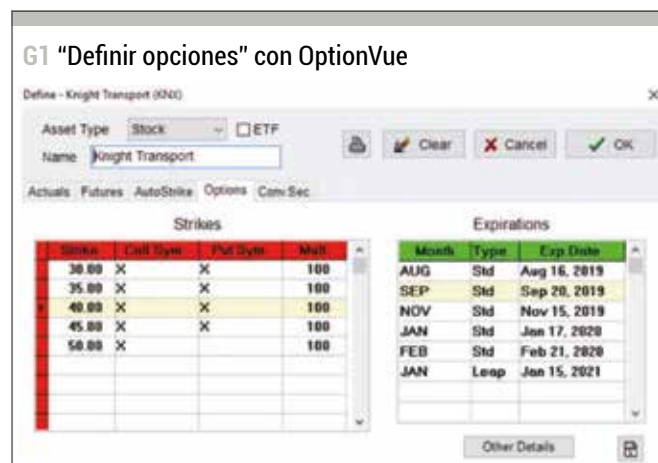 G1 “Definir opciones” con OptionVue
Define - Knight Transport (KNX)
Asset Type Stock ETF
Clear Cancel OK
Name Knight Transport
Actuals Futures AutoStrike Options Conv.Sec
Strikes Expirations
Strike Call Sym Put Sym Mult Month Type Exp.Date
30.00 X X 100 AUG Std Aug 16, 2019
35.00 X X 100 SEP Std Sep 20, 2019
40.00 X X 100 NOV Std Nov 15, 2019
45.00 X X 100 JAN Std Jan 17, 2020
50.00 X 100 FEB Std Feb 21, 2020
JAN Leap Jan 15, 2021
Other Details